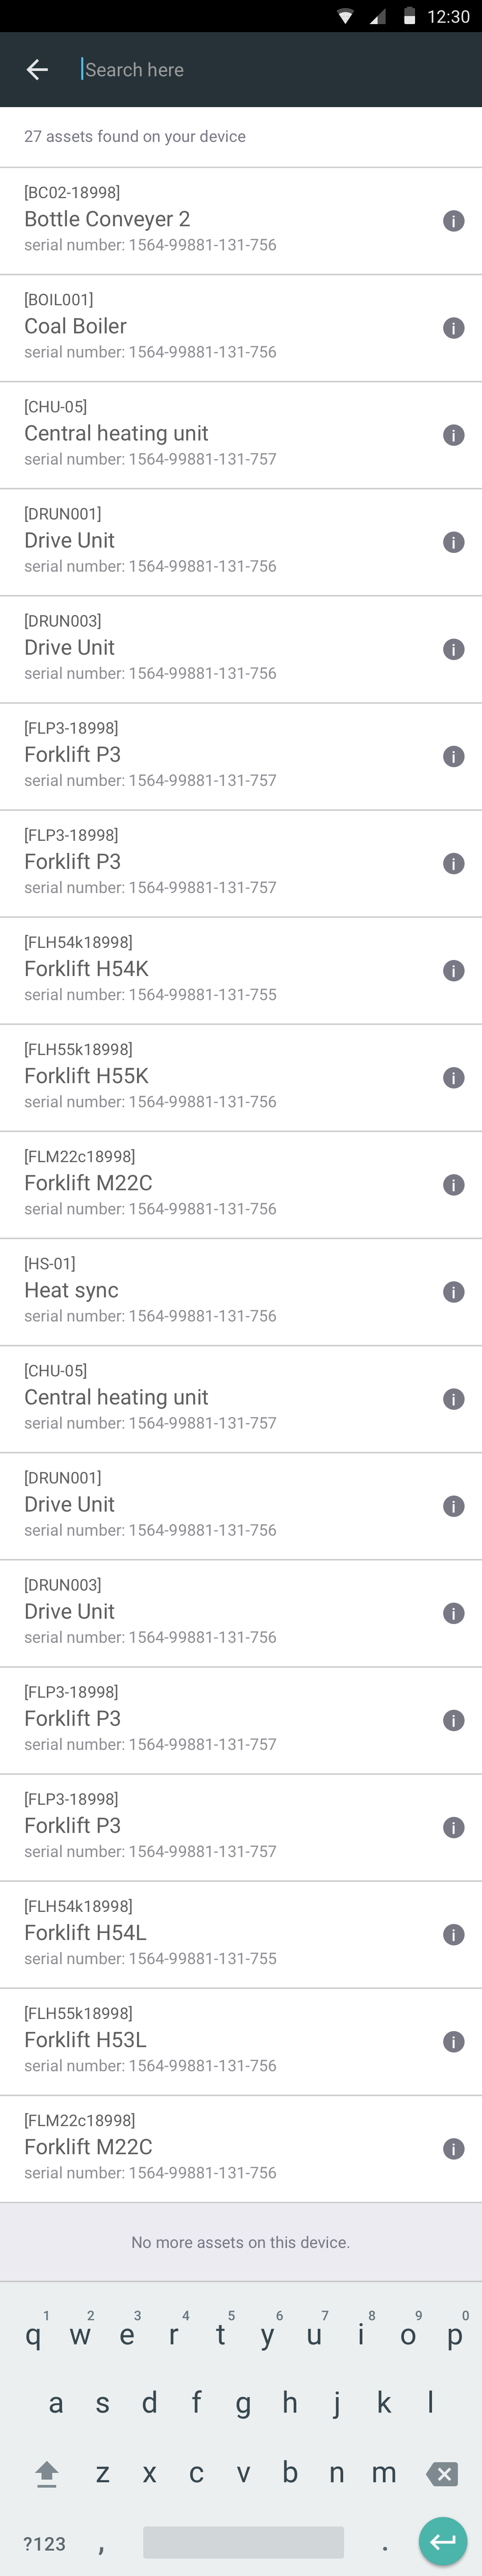 12:30
Search here
27 assets found on your device
[BC02-18998]
Bottle Conveyer 2
serial number: 1564-99881-131-756
[BOIL001]
Coal Boiler
serial number: 1564-99881-131-756
[CHU-05]
Central heating unit
serial number: 1564-99881-131-757
[DRUN001]
Drive Unit
serial number: 1564-99881-131-756
[DRUN003]
Drive Unit
serial number: 1564-99881-131-756
[FLP3-18998]
Forklift P3
serial number: 1564-99881-131-757
[FLP3-18998]
Forklift P3
serial number: 1564-99881-131-757
[FLH54k18998]
Forklift H54K
serial number: 1564-99881-131-755
[FLH55k18998]
Forklift H55K
serial number: 1564-99881-131-756
[FLM22c18998]
Forklift M22C
serial number: 1564-99881-131-756
[HS-01]
Heat sync
serial number: 1564-99881-131-756
[CHU-05]
Central heating unit
serial number: 1564-99881-131-757
[DRUN001]
Drive Unit
serial number: 1564-99881-131-756
[DRUN003]
Drive Unit
serial number: 1564-99881-131-756
[FLP3-18998]
Forklift P3
serial number: 1564-99881-131-757
[FLP3-18998]
Forklift P3
serial number: 1564-99881-131-757
[FLH54k18998]
Forklift H54L
serial number: 1564-99881-131-755
[FLH55k18998]
Forklift H53L
serial number: 1564-99881-131-756
[FLM22c18998]
Forklift M22C
serial number: 1564-99881-131-756
No more assets on this device.
1 2 3 4 5 6 7 8 9 0
q w e r t y u i o p
a s d f g h j k l
z x c v b n m
?123 , .